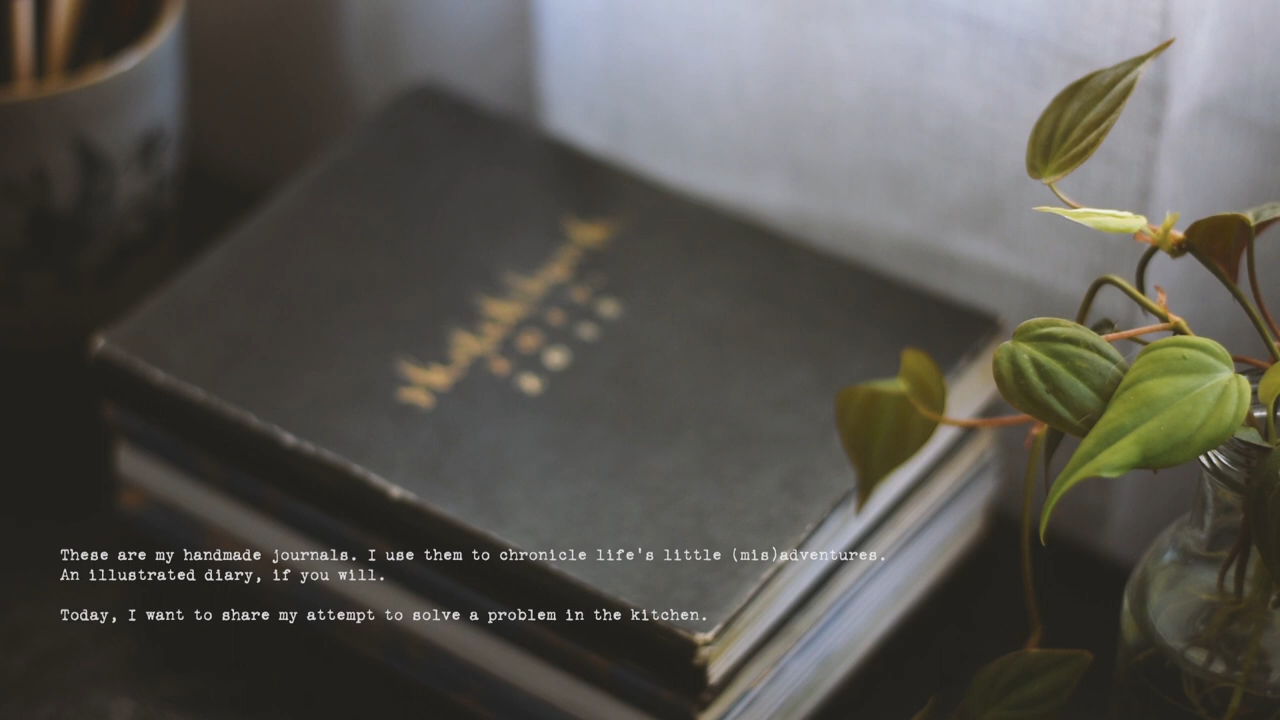 These are my handmade journals. I use them to chronicle life's little (mis)adventures.
An illustrated diary, if you will.
Today, I want to share my attempt to solve a problem in the kitchen.